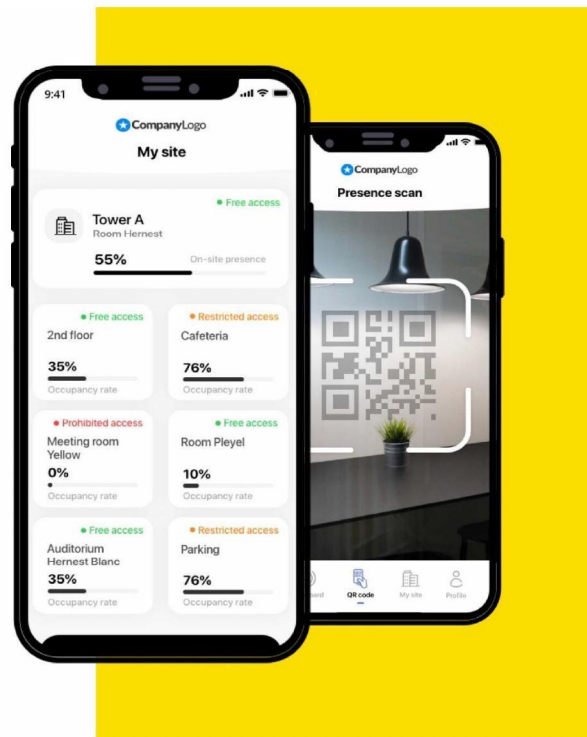 9:41
CompanyLogo
My site
Free access
Tower A
Room Hernest
55%
On-site presence
Free access
2nd floor
35%
Occupancy rate
Restricted access
Cafeteria
76%
Occupancy rate
Prohibited access
Meeting room
Yellow
0%
Occupancy rate
Free access
Room Pleyel
10%
Occupancy rate
Free access
Auditorium
Hernest Blanc
35%
Occupancy rate
Restricted access
Parking
76%
Occupancy rate
CompanyLogo
Presence scan
QR code
My site
Profile